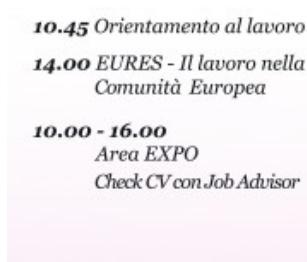 10.45 Orientamento al lavoro
14.00 EURES - Il lavoro nella
Comunità Europea
10.00 - 16.00
Area EXPO
Check CV con Job Advisor